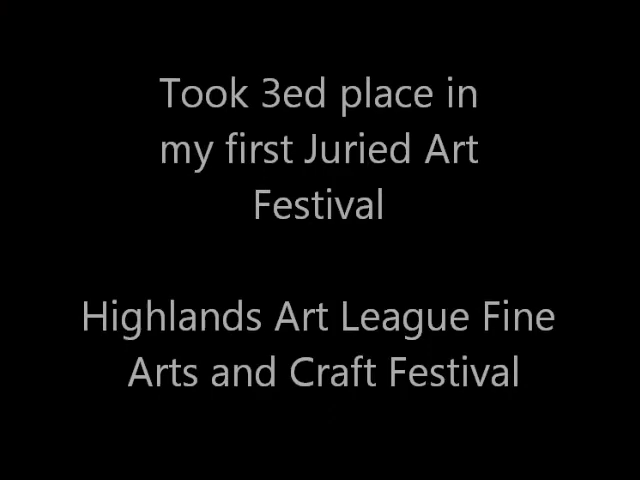 Took 3ed place in
my first Juried Art
Festival
Highlands Art League Fine
Arts and Craft Festival